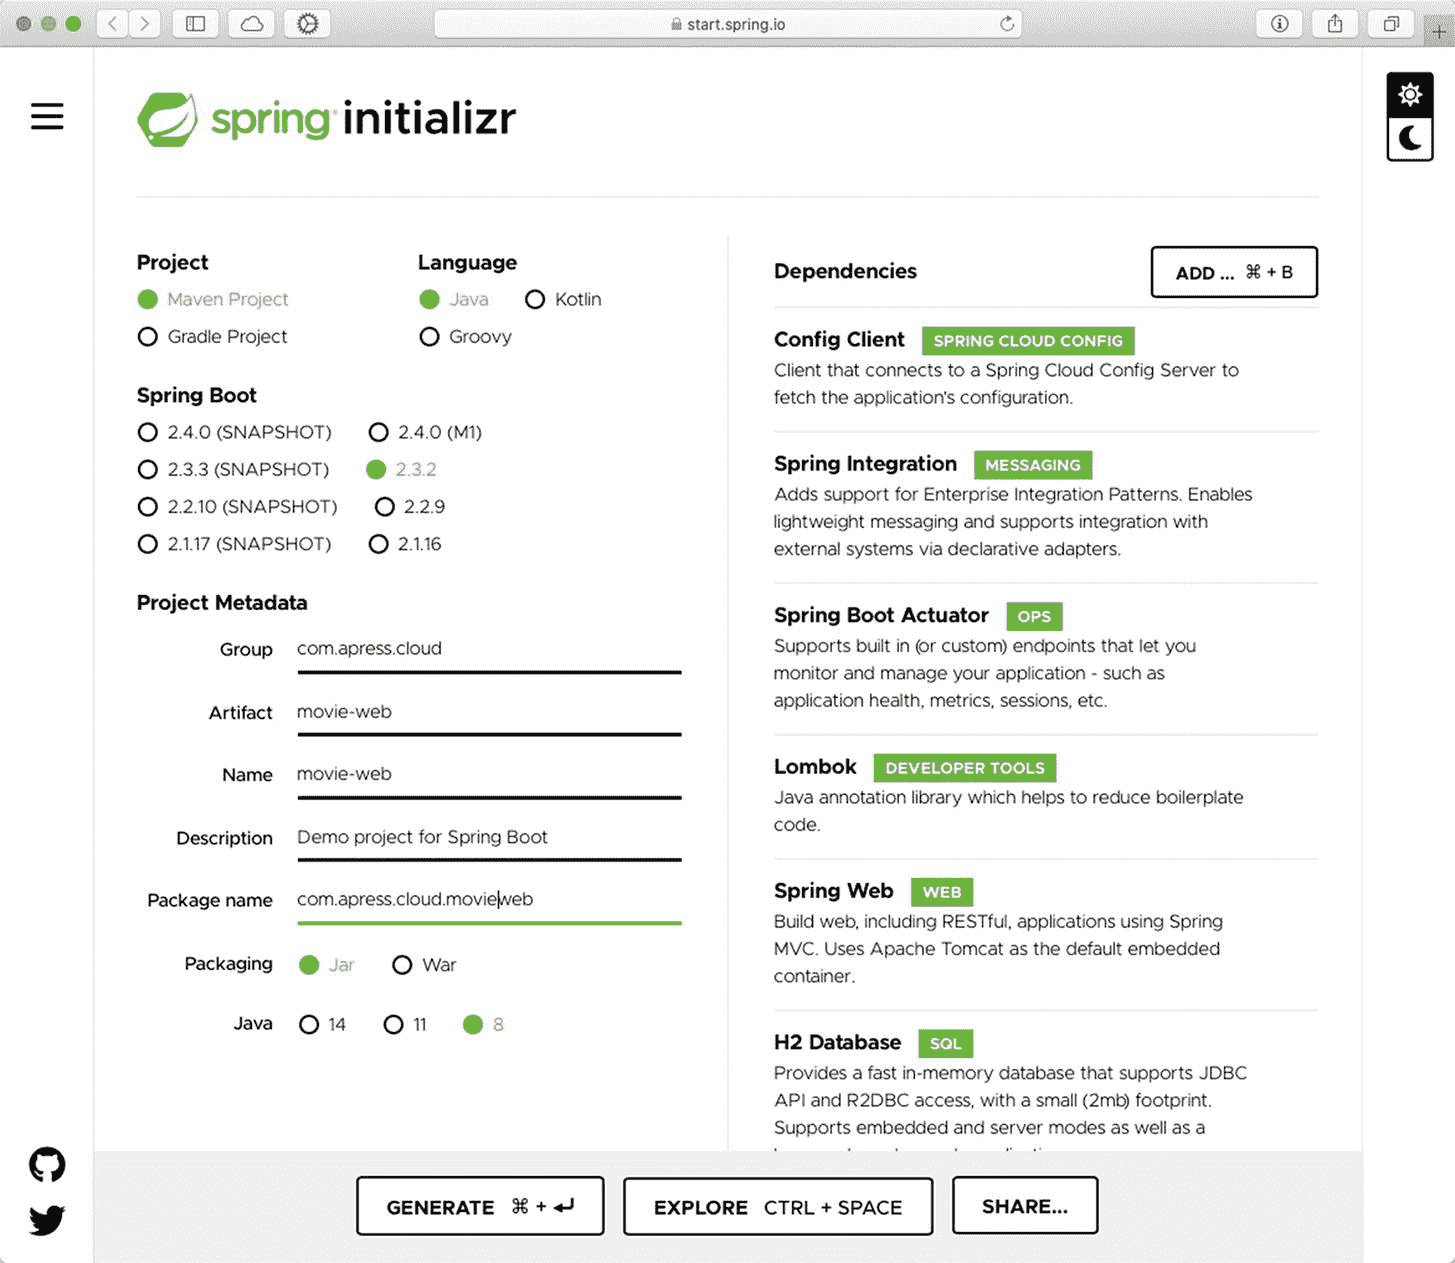 start.spring.io
spring initializr
Project
Maven Project
Gradle Project
Language
Java Kotlin
Groovy
Spring Boot
2.4.0 (SNAPSHOT) 2.4.0 (M1)
2.3.3 (SNAPSHOT) 2.3.2
2.2.10 (SNAPSHOT) 2.2.9
2.1.17 (SNAPSHOT) 2.1.16
Project Metadata
Group com.apress.cloud
Artifact movie-web
Name movie-web
Description Demo project for Spring Boot
Package name com.apress.cloud.movieweb
Packaging Jar War
Java 14 11 8
Dependencies
ADD ... ⌘ + B
Config Client SPRING CLOUD CONFIG
Client that connects to a Spring Cloud Config Server to
fetch the application's configuration.
Spring Integration MESSAGING
Adds support for Enterprise Integration Patterns. Enables
lightweight messaging and supports integration with
external systems via declarative adapters.
Spring Boot Actuator OPS
Supports built in (or custom) endpoints that let you
monitor and manage your application - such as
application health, metrics, sessions, etc.
Lombok DEVELOPER TOOLS
Java annotation library which helps to reduce boilerplate
code.
Spring Web WEB
Build web, including RESTful, applications using Spring
MVC. Uses Apache Tomcat as the default embedded
container.
H2 Database SQL
Provides a fast in-memory database that supports JDBC
API and R2DBC access, with a small (2mb) footprint.
Supports embedded and server modes as well as a
GENERATE ⌘ + ↵
EXPLORE CTRL + SPACE
SHARE...